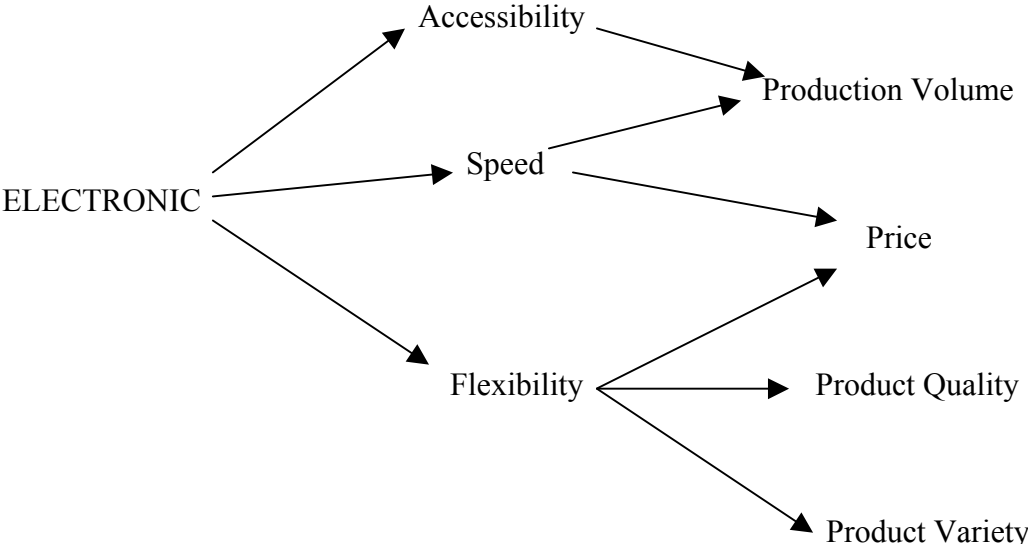 Accessibility
Production Volume
Speed
ELECTRONIC
Price
Flexibility
Product Quality
Product Variety